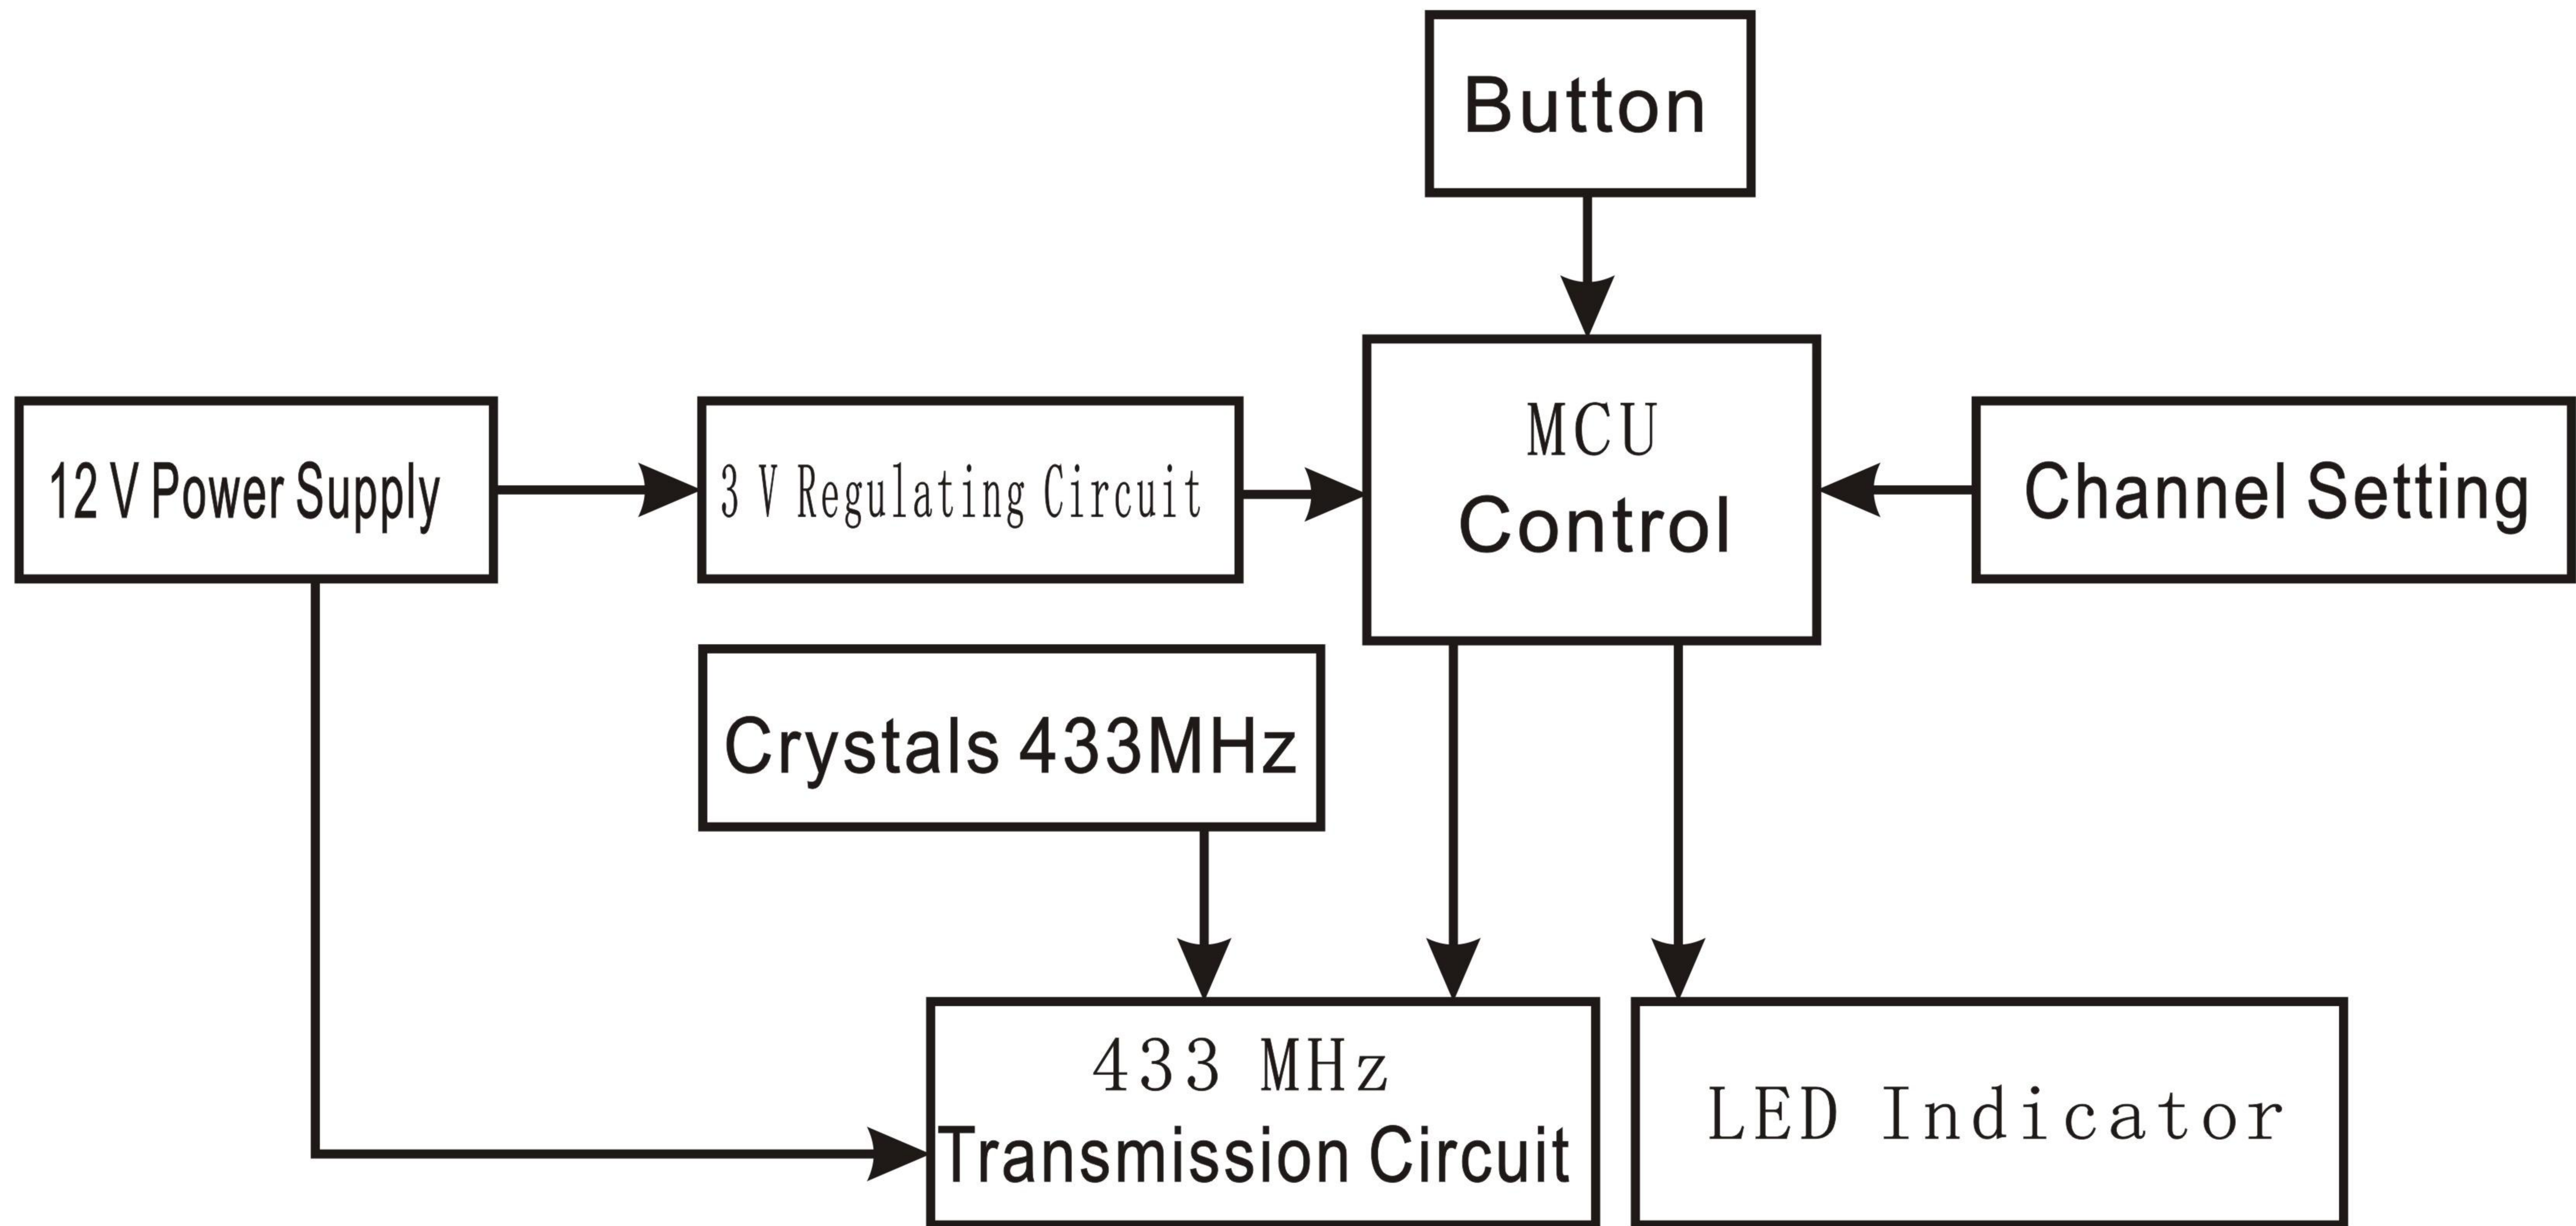 Button
12 V Power Supply
3 V Regulating Circuit
MCU
Control
Channel Setting
Crystals 433MHz
433 MHz
Transmission Circuit
LED Indicator